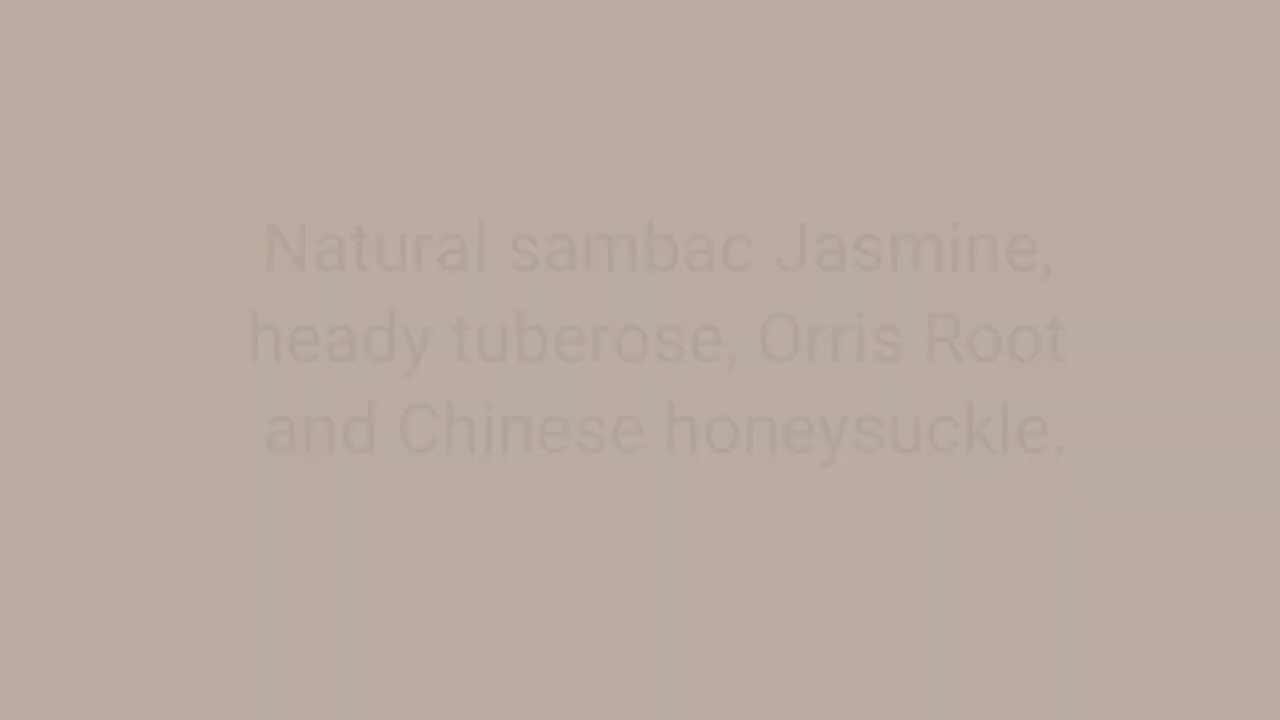 Natural sambac Jasmine,
heady tuberose, Orris Root
and Chinese honeysuckle.